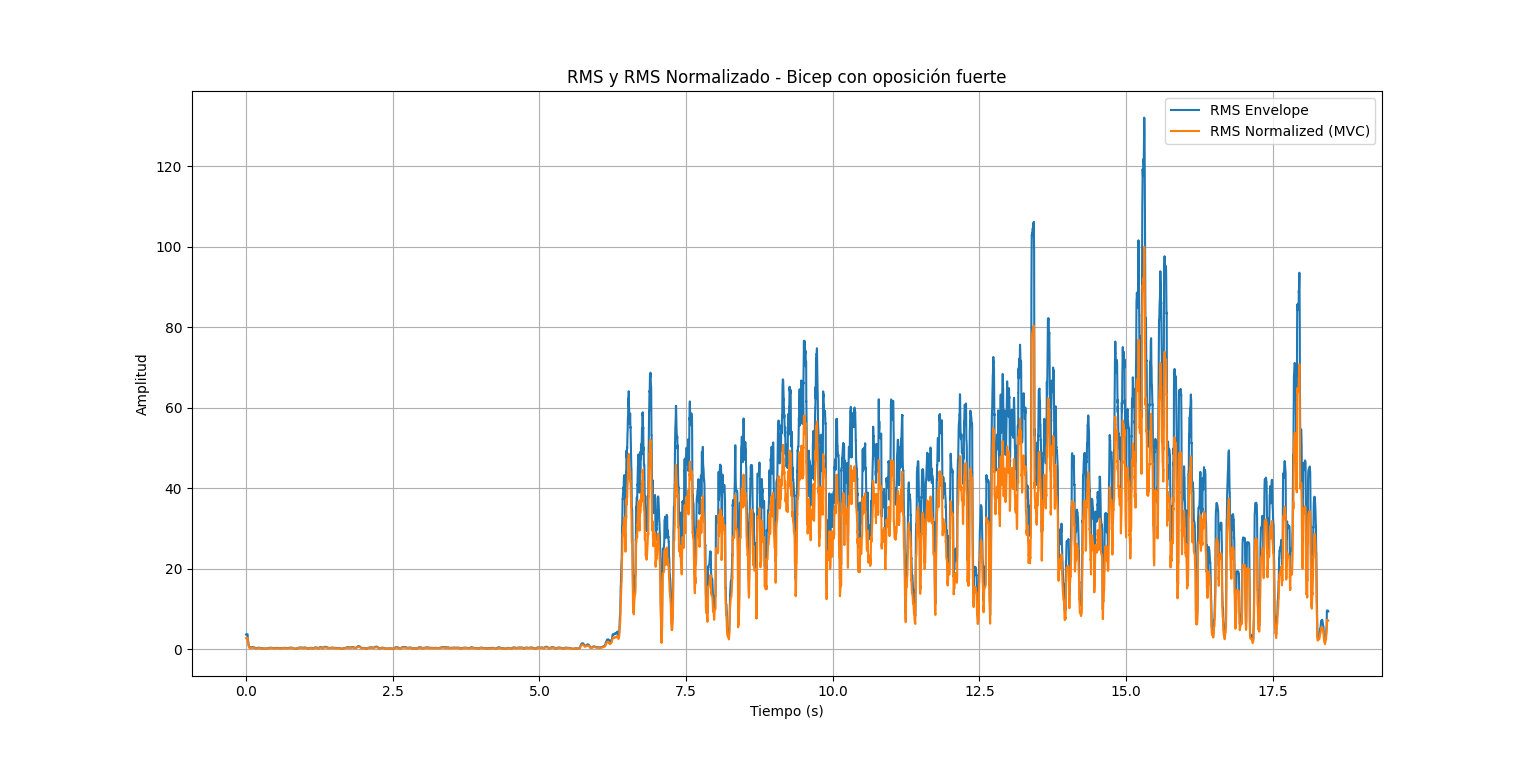 RMS y RMS Normalizado - Bicep con oposición fuerte
RMS Envelope
RMS Normalized (MVC)
Amplitud
120
100
80
60
40
20
0
0.0 2.5 5.0 7.5 10.0 12.5 15.0 17.5
Tiempo (s)